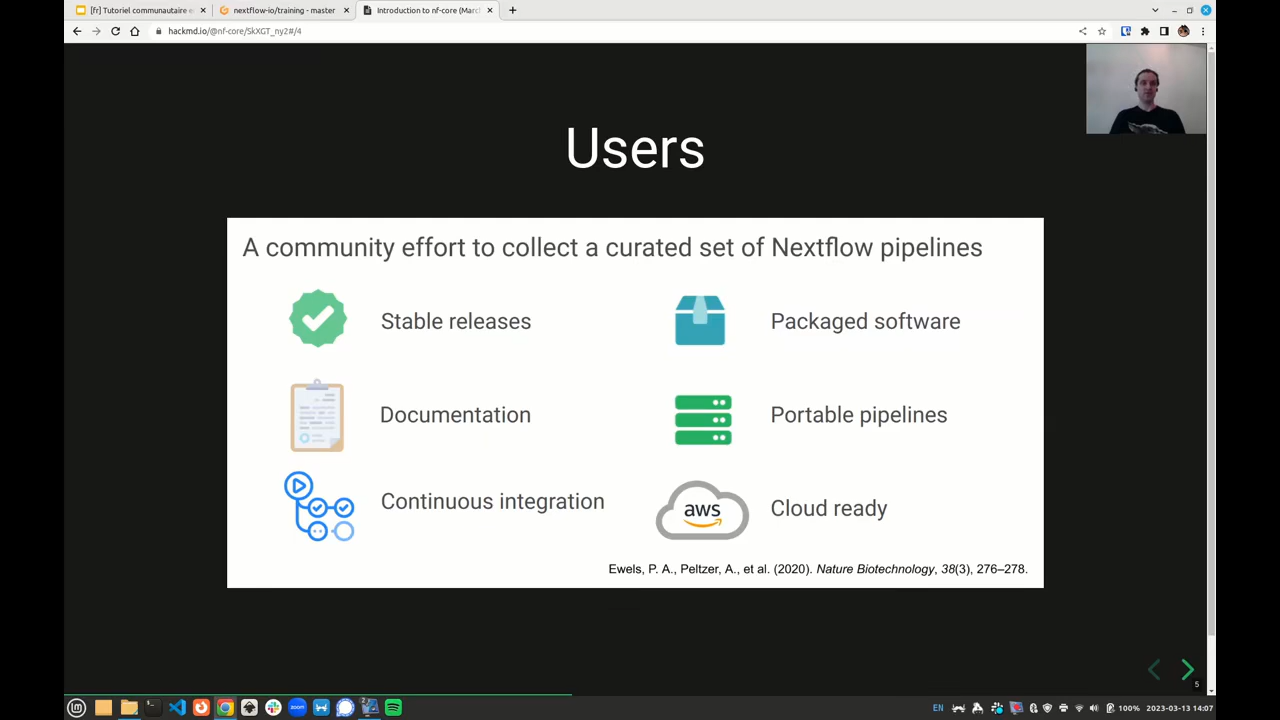 [fr] Tutoriel communautaire e
nextflow-io/training - master
Introduction to nf-core (Marc
hackmd.io/@nf-core/SkXGT_ny2#/4
Users
A community effort to collect a curated set of Nextflow pipelines
Stable releases
Packaged software
Documentation
Portable pipelines
Continuous integration
aws
Cloud ready
Ewels, P. A., Peltzer, A., et al. (2020). Nature Biotechnology, 38(3), 276–278.
5
zoom
EN
100%
2023-03-13 14:07